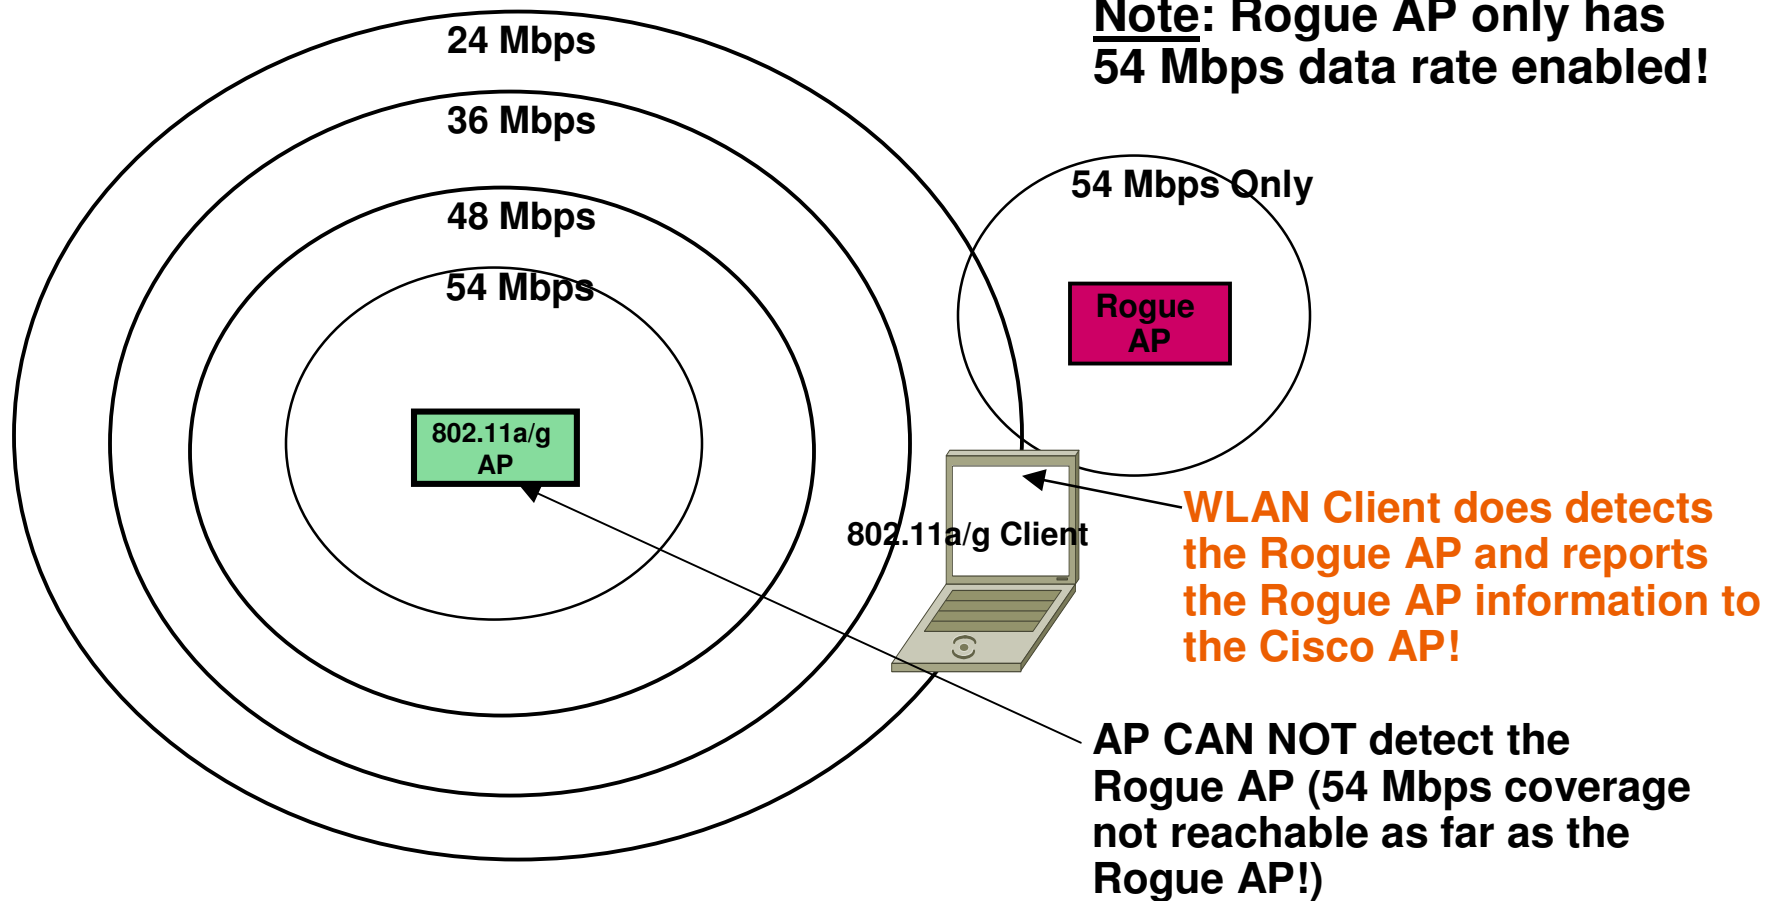 24 Mbps
36 Mbps
48 Mbps
54 Mbps
802.11a/g
AP
Note: Rogue AP only has
54 Mbps data rate enabled!
54 Mbps Only
Rogue
AP
802.11a/g Client
WLAN Client does detects
the Rogue AP and reports
the Rogue AP information to
the Cisco AP!
AP CAN NOT detect the
Rogue AP (54 Mbps coverage
not reachable as far as the
Rogue AP!)